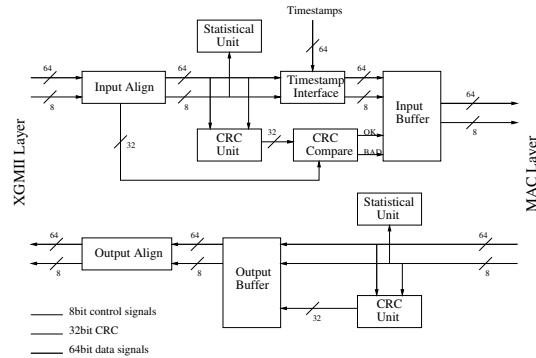 Timestamps
64
Statistical
Unit
64
64
64
64
Input Align
Timestamp
Interface
8
8
8
Input
Buffer
8
XGMII Layer
MAC Layer
32
CRC
Unit
32
CRC
Compare
OK
BAD
Statistical
Unit
64
Output Align
64
Output
Buffer
64
8
8
8
32
CRC
Unit
8bit control signals
32bit CRC
64bit data signals